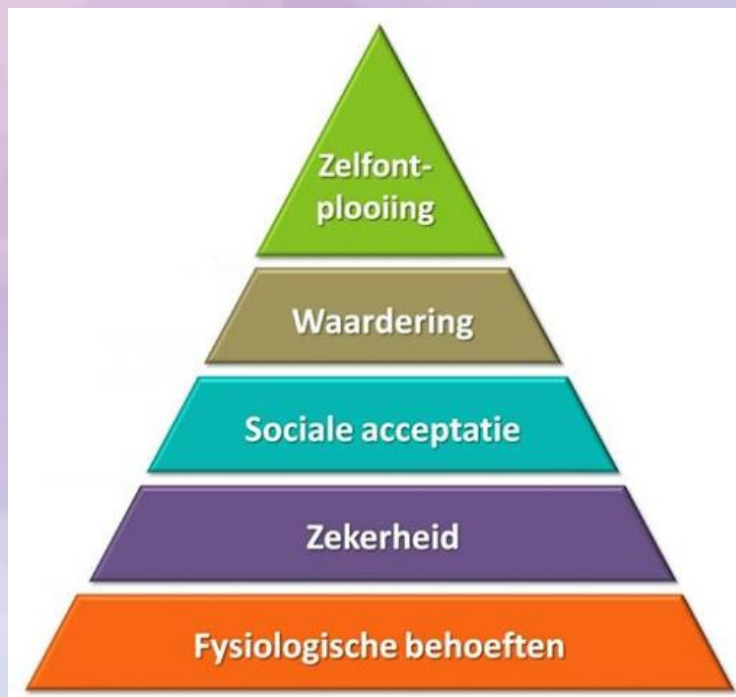 Zelfont-
plooiing
Waardering
Sociale acceptatie
Zekerheid
Fysiologische behoeften